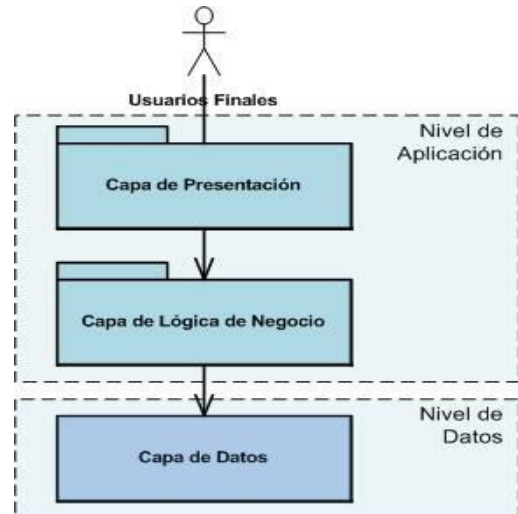 Usuarios Finales
Nivel de
Aplicación
Capa de Presentación
Capa de Lógica de Negocio
Nivel de
Datos
Capa de Datos